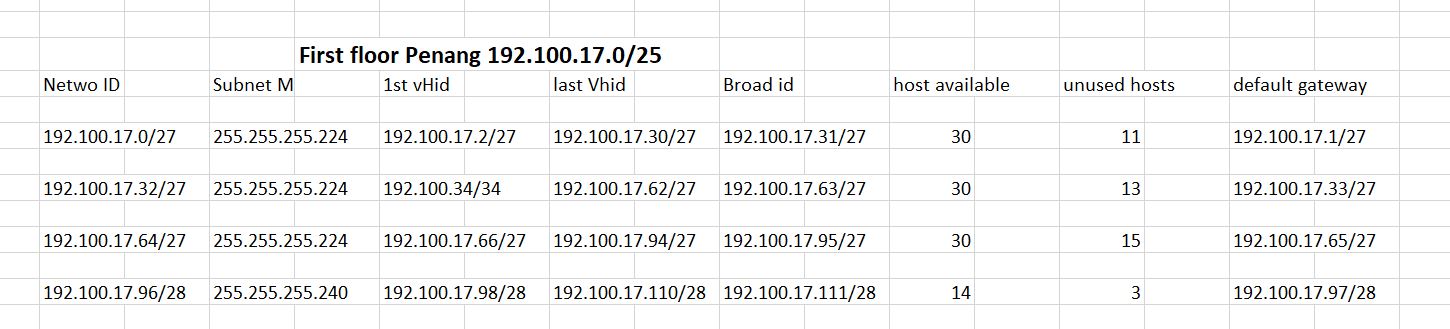 First floor Penang 192.100.17.0/25
Netwo ID Subnet M 1st vHid last Vhid Broad id host available unused hosts default gateway
192.100.17.0/27 255.255.255.224 192.100.17.2/27 192.100.17.30/27 192.100.17.31/27 30 11 192.100.17.1/27
192.100.17.32/27 255.255.255.224 192.100.34/34 192.100.17.62/27 192.100.17.63/27 30 13 192.100.17.33/27
192.100.17.64/27 255.255.255.224 192.100.17.66/27 192.100.17.94/27 192.100.17.95/27 30 15 192.100.17.65/27
192.100.17.96/28 255.255.255.240 192.100.17.98/28 192.100.17.110/28 192.100.17.111/28 14 3 192.100.17.97/28